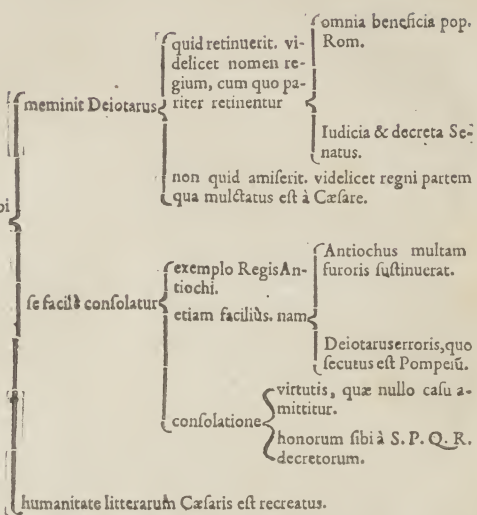 omnia beneficia pop.
Rom.
quid retinuerit. vi-
delicet nomen re-
gium, cum quo pa-
riter retinentur
meminit Deiotarus
Iudicia & decreta Se-
natus.
non quid amiſerit. videlicet regni partem
qua mulctatus eſt à Cæſare.
Antiochus multam
furoris ſuſtinuerat.
exemplo Regis An-
tiochi.
ſe facilè conſolatur
etiam faciliùs. nam
Deiotarus erroris, quo
ſecutus eſt Pompeiū.
virtutis, quæ nullo caſu a-
mittitur.
conſolatione
honorum ſibi à S. P. Q. R.
decretorum.
humanitate litterarum Cæſaris eſt recreatus.